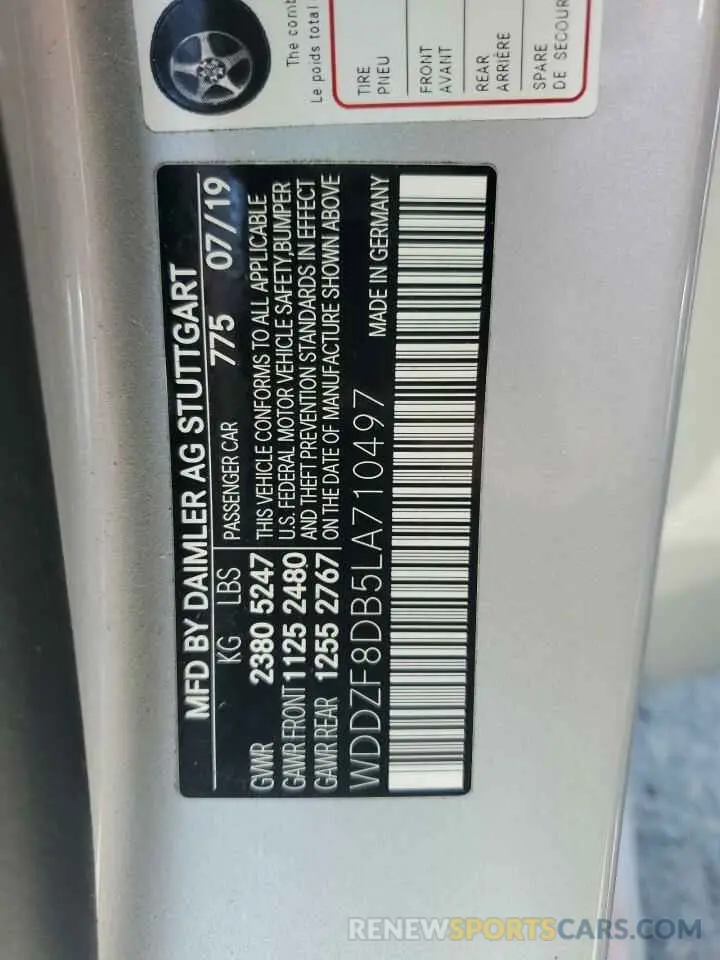 The comb
Le poids total
TIRE
PNEU
FRONT
AVANT
REAR
ARRIÈRE
SPARE
DE SECOUR
MFD BY DAIMLER AG STUTTGART
KG LBS
GVWR 2380 5247
GAWR FRONT 1125 2480
GAWR REAR 1255 2767
PASSENGER CAR 775 07/19
THIS VEHICLE CONFORMS TO ALL APPLICABLE
U.S. FEDERAL MOTOR VEHICLE SAFETY, BUMPER
AND THEFT PREVENTION STANDARDS IN EFFECT
ON THE DATE OF MANUFACTURE SHOWN ABOVE
WDDZF8DB5LA710497 MADE IN GERMANY
RENEWSPORTSCARS.COM